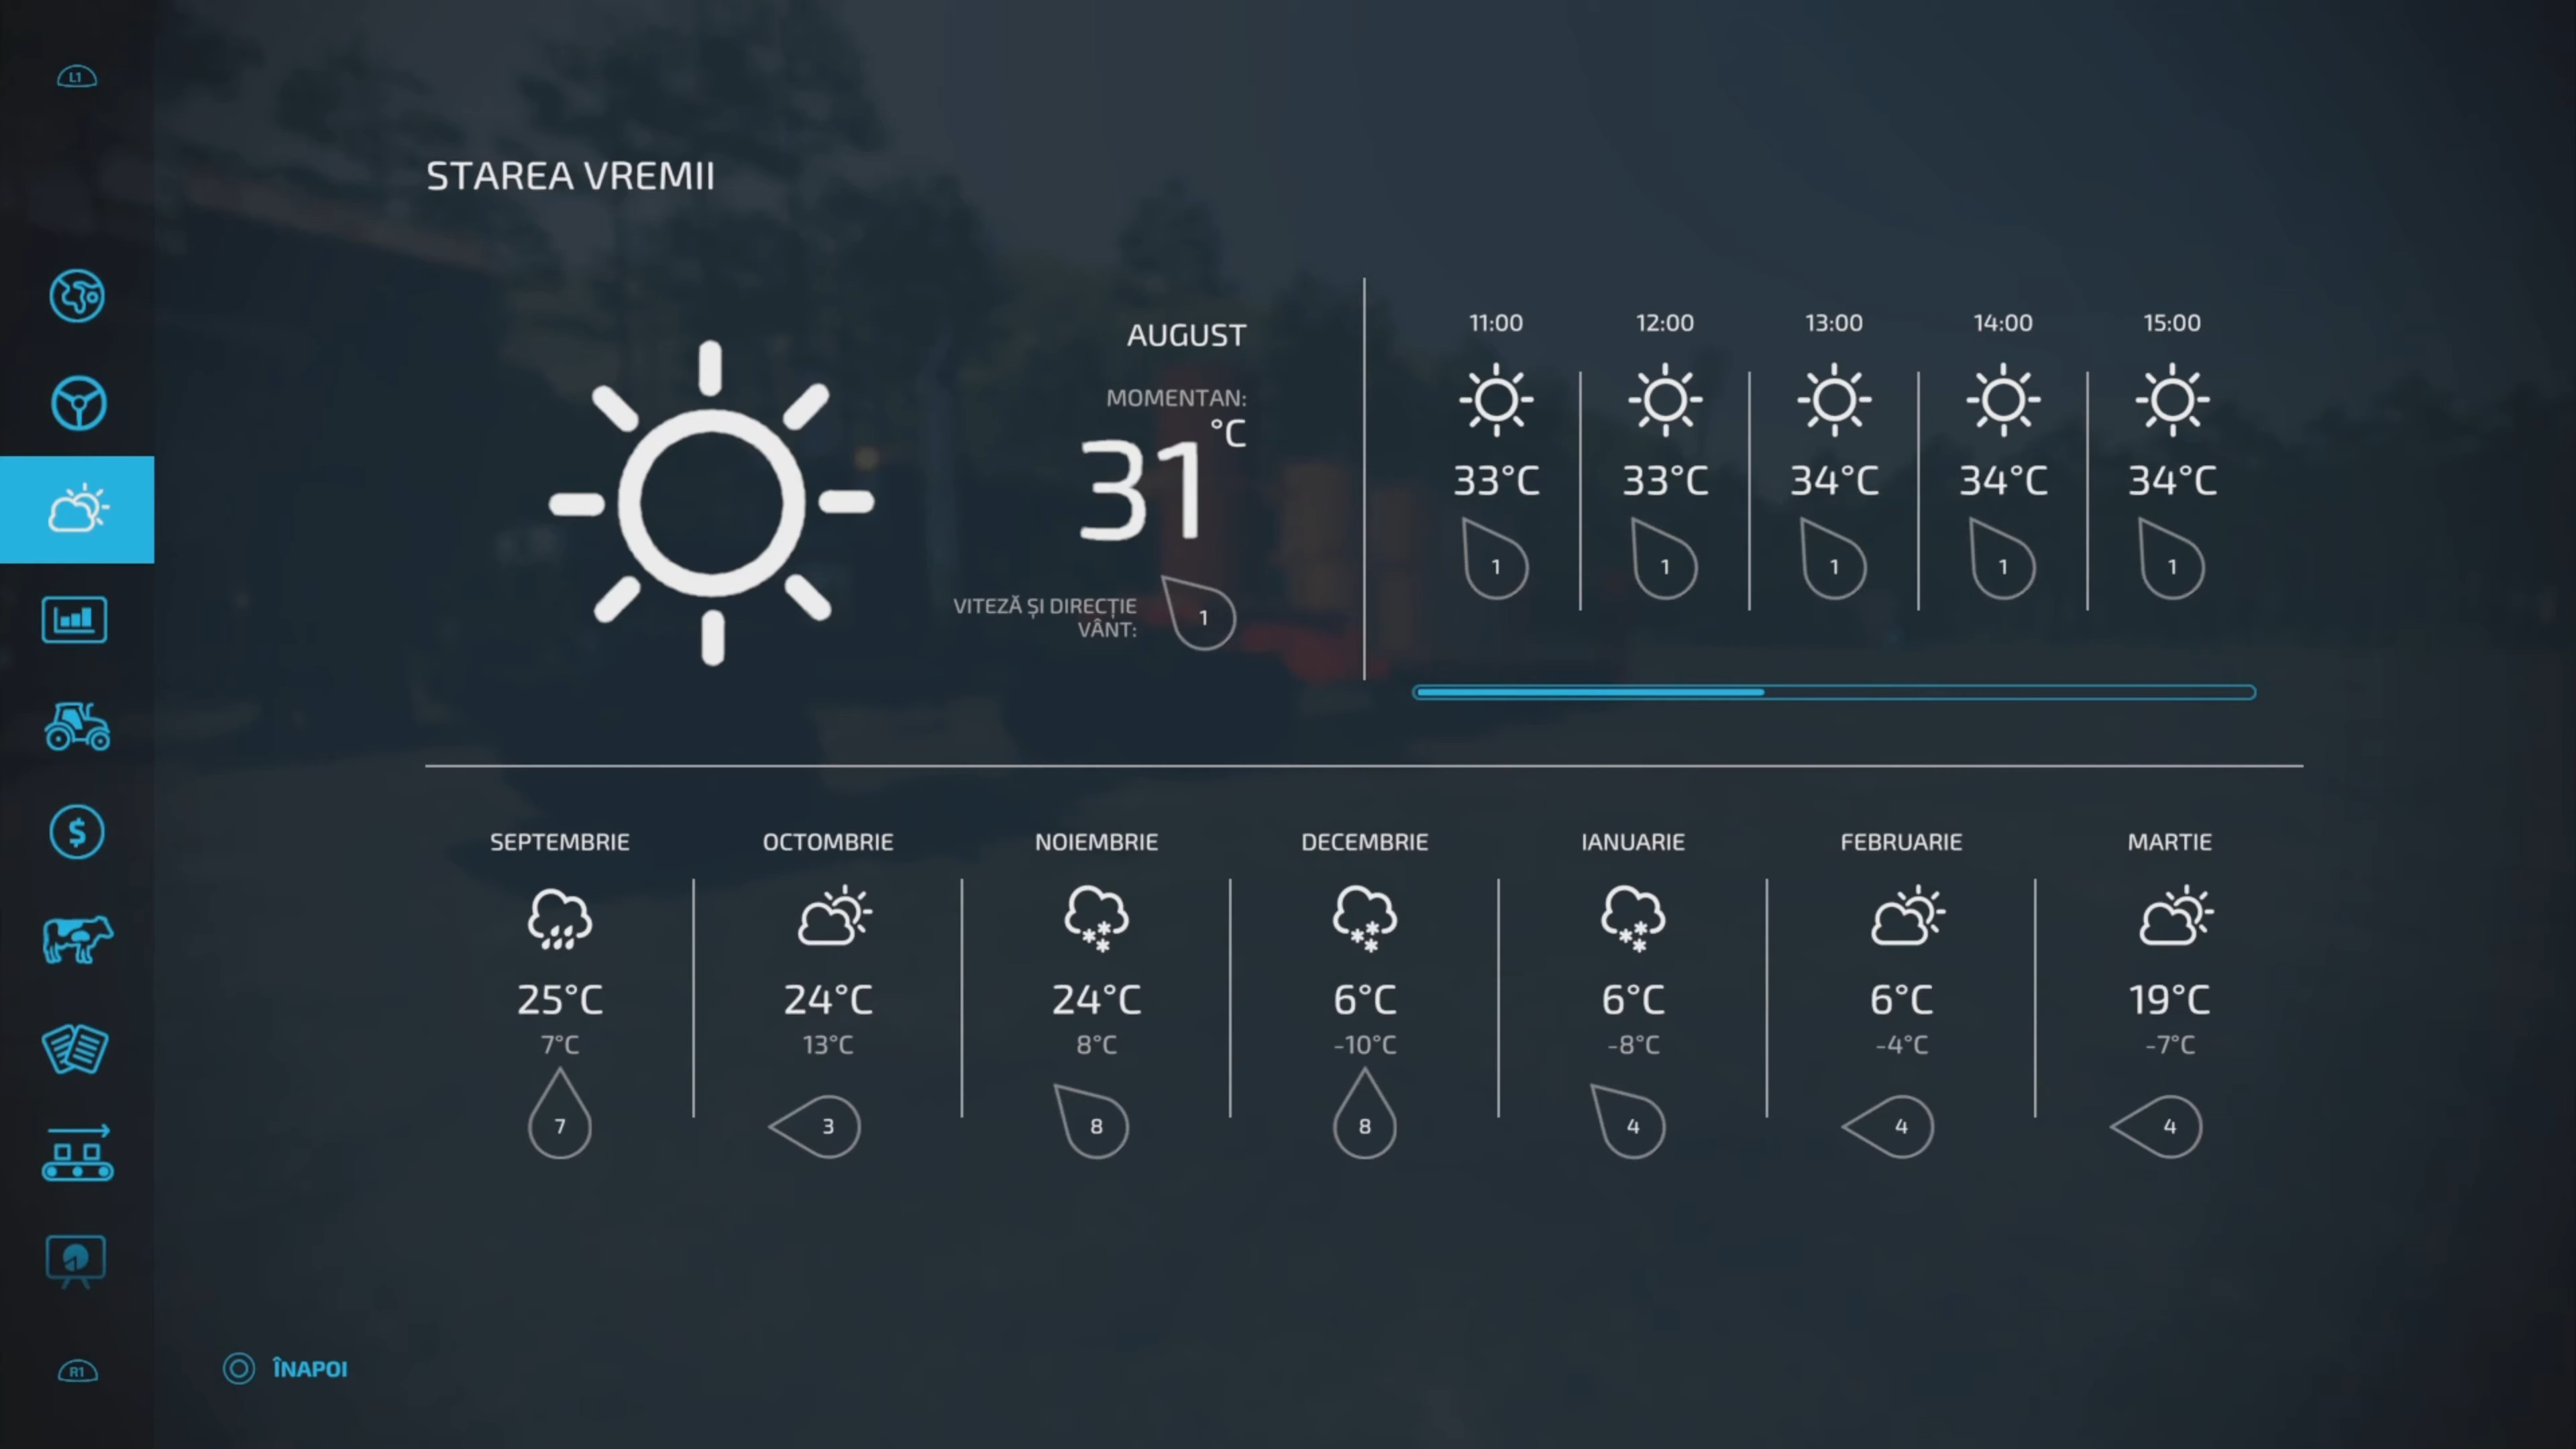 L1
STAREA VREMII
AUGUST
MOMENTAN:
31 °C
VITEZĂ ȘI DIRECȚIE
VÂNT:
1
11:00 12:00 13:00 14:00 15:00
33°C 33°C 34°C 34°C 34°C
1 1 1 1 1
SEPTEMBRIE OCTOMBRIE NOIEMBRIE DECEMBRIE IANUARIE FEBRUARIE MARTIE
25°C 24°C 24°C 6°C 6°C 6°C 19°C
7°C 13°C 8°C -10°C -8°C -4°C -7°C
7 3 8 8 4 4 4
$
R1
ÎNAPOI